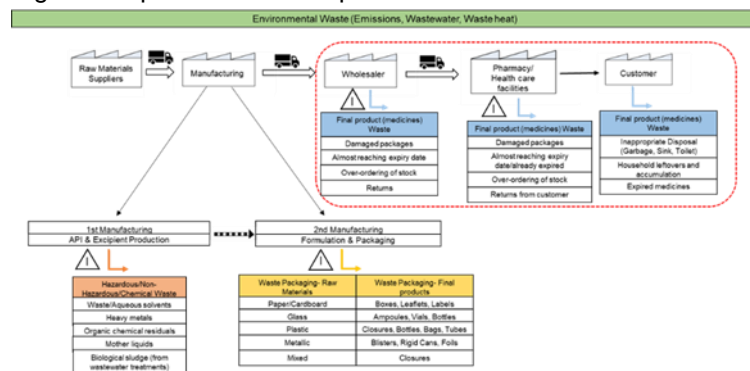 Environmental Waste (Emissions, Wastewater, Waste heat)
Raw Materials
Suppliers
Manufacturing
Wholesaler
Pharmacy/
Health care
facilities
Customer
I
I
Final product (medicines)
Waste
Damaged packages
Almost reaching expiry date
Over-ordering of stock
Returns
Final product (medicines) Waste
Damaged packages
Almost reaching expiry
date/already expired
Over-ordering of stock
Returns from customer
Final product (medicines)
Waste
Inappropriate Disposal
(Garbage, Sink, Toilet)
Household leftovers and
accumulation
Expired medicines
1st Manufacturing
API & Excipient Production
2nd Manufacturing
Formulation & Packaging
I
I
Hazardous/Non-
Hazardous/Chemical Waste
Waste/Aqueous solvents
Heavy metals
Organic chemical residuals
Mother liquids
Biological sludge (from
wastewater treatments)
Waste Packaging- Raw
Materials
Paper/Cardboard
Glass
Plastic
Metallic
Mixed
Waste Packaging- Final
products
Boxes, Leaflets, Labels
Ampoules, Vials, Bottles
Closures, Bottles, Bags, Tubes
Blisters, Rigid Cans, Foils
Closures